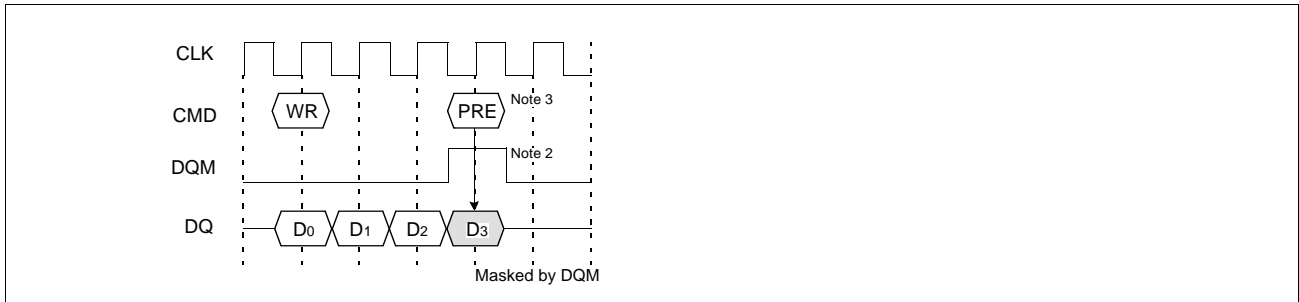 CLK
CMD WR PRE Note 3
DQM Note 2
DQ D0 D1 D2 D3
Masked by DQM